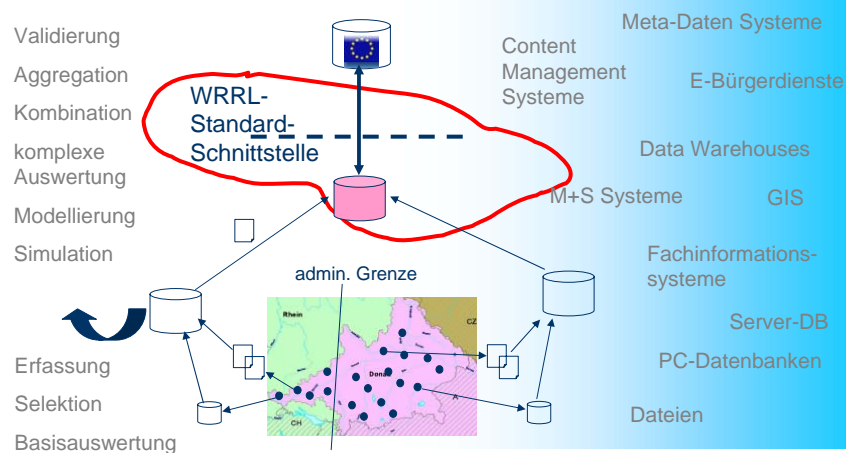 Validierung
Aggregation
Kombination
komplexe
Auswertung
Modellierung
Simulation
Erfassung
Selektion
Basisauswertung
WRRL-
Standard-
Schnittstelle
admin. Grenze
Rhein
Donau
CZ
A
CH
Content
Management
Systeme
Meta-Daten Systeme
E-Bürgerdienste
Data Warehouses
M+S Systeme
GIS
Fachinformations-
systeme
Server-DB
PC-Datenbanken
Dateien